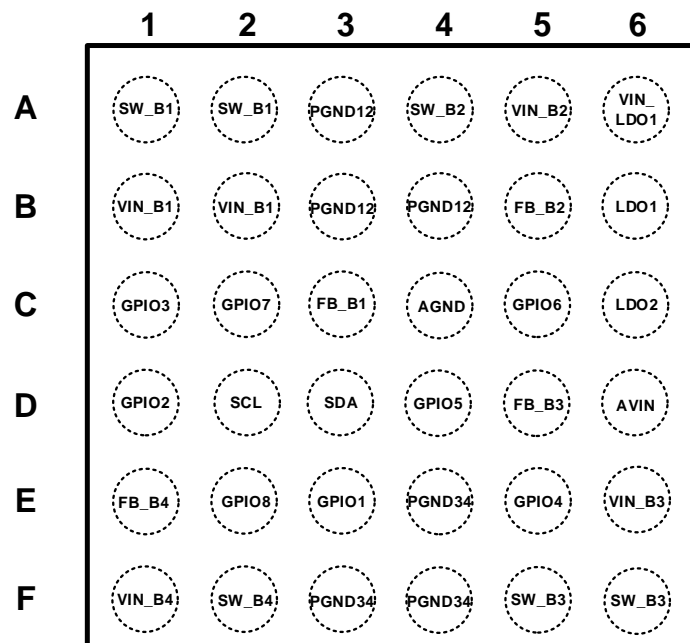 1 2 3 4 5 6
A SW_B1 SW_B1 PGND12 SW_B2 VIN_B2 VIN_
LDO1
B VIN_B1 VIN_B1 PGND12 PGND12 FB_B2 LDO1
C GPIO3 GPIO7 FB_B1 AGND GPIO6 LDO2
D GPIO2 SCL SDA GPIO5 FB_B3 AVIN
E FB_B4 GPIO8 GPIO1 PGND34 GPIO4 VIN_B3
F VIN_B4 SW_B4 PGND34 PGND34 SW_B3 SW_B3